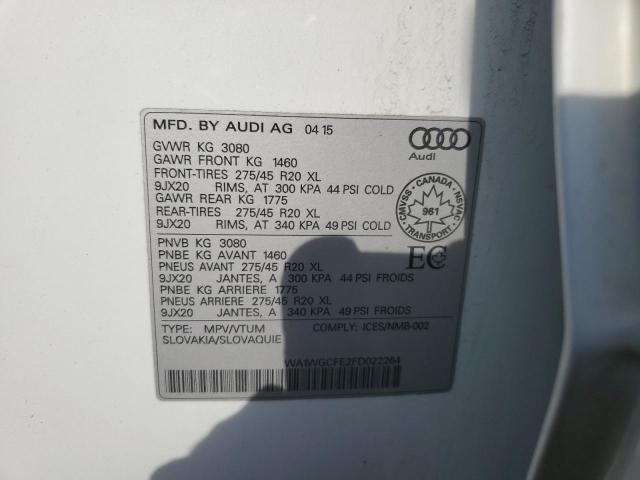 MFD. BY AUDI AG 04 15
GVWR KG 3080
GAWR FRONT KG 1460
FRONT-TIRES 275/45 R20 XL
9JX20 RIMS, AT 300 KPA 44 PSI COLD
GAWR REAR KG 1775
REAR-TIRES 275/45 R20 XL
9JX20 RIMS, AT 340 KPA 49 PSI COLD
Audi
CANADA
CMVSS 961 NSVAC
TRANSPORT
PNVB KG 3080
PNBE KG AVANT 1460
PNEUS AVANT 275/45 R20 XL
9JX20 JANTES, A 300 KPA 44 PSI FROIDS
PNBE KG ARRIERE 1775
PNEUS ARRIERE 275/45 R20 XL
9JX20 JANTES, A 340 KPA 49 PSI FROIDS
EC
TYPE: MPV/VTUM COMPLY: ICES/NMB-002
SLOVAKIA/SLOVAQUIE
WA1WGCFE2FD022264